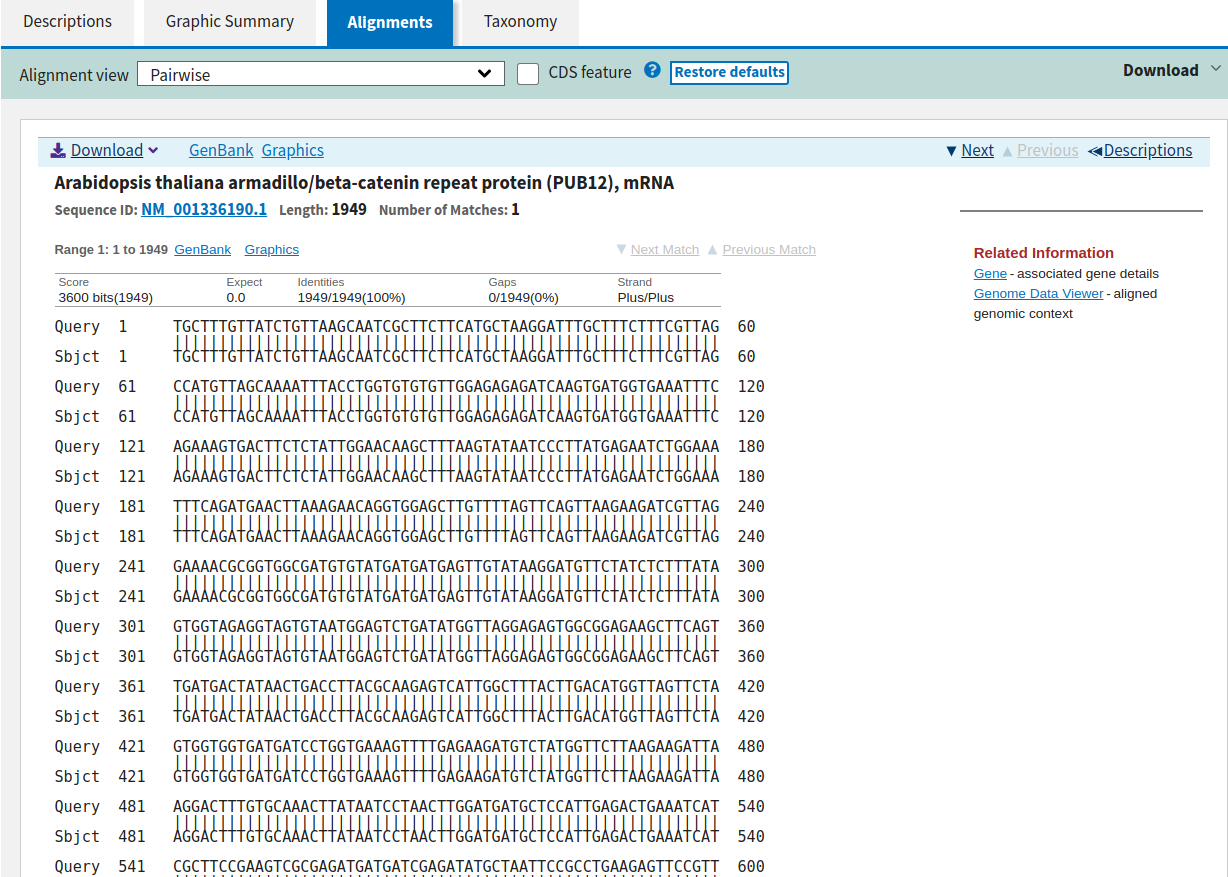 Descriptions Graphic Summary Alignments Taxonomy
Alignment view Pairwise CDS feature ? Restore defaults Download
Download GenBank Graphics Next Previous Descriptions
Arabidopsis thaliana armadillo/beta-catenin repeat protein (PUB12), mRNA
Sequence ID: NM_001336190.1 Length: 1949 Number of Matches: 1
Range 1: 1 to 1949 GenBank Graphics Next Match Previous Match
Score Expect Identities Gaps Strand
3600 bits(1949) 0.0 1949/1949(100%) 0/1949(0%) Plus/Plus
Query 1 TGCTTTGTTATCTGTTAAGCAATCGCTTCTTCATGCTAAGGATTTGCTTTCTTTCGTTAG 60
Sbjct 1 TGCTTTGTTATCTGTTAAGCAATCGCTTCTTCATGCTAAGGATTTGCTTTCTTTCGTTAG 60
Query 61 CCATGTTAGCAAAATTTACCTGGTGTGTGTTGGAGAGAGATCAAGTGATGGTGAAATTTC 120
Sbjct 61 CCATGTTAGCAAAATTTACCTGGTGTGTGTTGGAGAGAGATCAAGTGATGGTGAAATTTC 120
Query 121 AGAAAGTGACTTCTCTATTGGAACAAGCTTTAAGTATAATCCCTTATGAGAATCTGGAAA 180
Sbjct 121 AGAAAGTGACTTCTCTATTGGAACAAGCTTTAAGTATAATCCCTTATGAGAATCTGGAAA 180
Query 181 TTTCAGATGAACTTAAAGAACAGGTGGAGCTTGTTTTAGTTCAGTTAAGAAGATCGTTAG 240
Sbjct 181 TTTCAGATGAACTTAAAGAACAGGTGGAGCTTGTTTTAGTTCAGTTAAGAAGATCGTTAG 240
Query 241 GAAAACGCGGTGGCGATGTGTATGATGATGAGTTGTATAAGGATGTTCTATCTCTTTATA 300
Sbjct 241 GAAAACGCGGTGGCGATGTGTATGATGATGAGTTGTATAAGGATGTTCTATCTCTTTATA 300
Query 301 GTGGTAGAGGTAGTGTAATGGAGTCTGATATGGTTAGGAGAGTGGCGGAGAAGCTTCAGT 360
Sbjct 301 GTGGTAGAGGTAGTGTAATGGAGTCTGATATGGTTAGGAGAGTGGCGGAGAAGCTTCAGT 360
Query 361 TGATGACTATAACTGACCTTACGCAAGAGTCATTGGCTTTACTTGACATGGTTAGTTCTA 420
Sbjct 361 TGATGACTATAACTGACCTTACGCAAGAGTCATTGGCTTTACTTGACATGGTTAGTTCTA 420
Query 421 GTGGTGGTGATGATCCTGGTGAAAGTTTTGAGAAGATGTCTATGGTTCTTAAGAAGATTA 480
Sbjct 421 GTGGTGGTGATGATCCTGGTGAAAGTTTTGAGAAGATGTCTATGGTTCTTAAGAAGATTA 480
Query 481 AGGACTTTGTGCAAACTTATAATCCTAACTTGGATGATGCTCCATTGAGACTGAAATCAT 540
Sbjct 481 AGGACTTTGTGCAAACTTATAATCCTAACTTGGATGATGCTCCATTGAGACTGAAATCAT 540
Query 541 CGCTTCCGAAGTCGCGAGATGATGATCGAGATATGCTAATTCCGCCTGAAGAGTTCCGTT 600
Related Information
Gene - associated gene details
Genome Data Viewer - aligned
genomic context